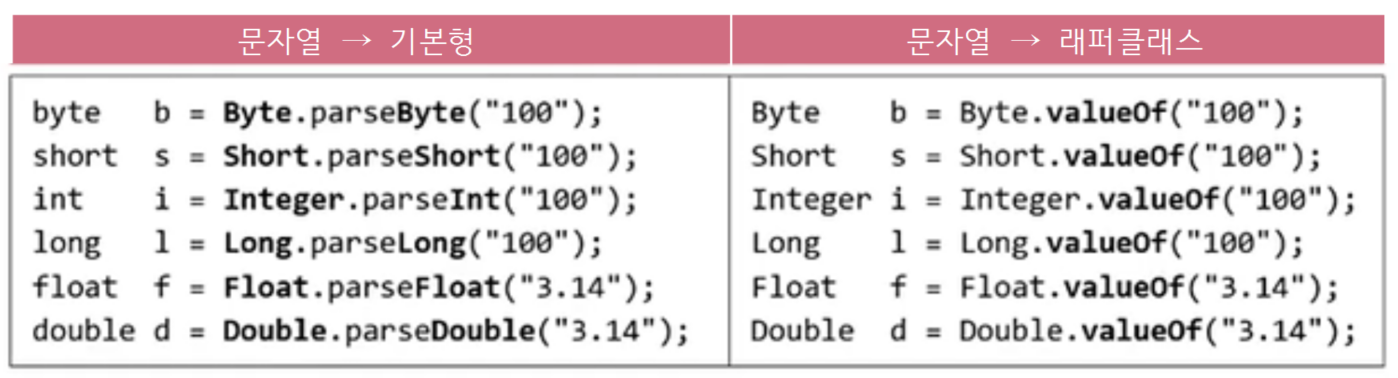 문자열 → 기본형
문자열 → 래퍼클래스
byte b = Byte.parseByte("100");
short s = Short.parseShort("100");
int i = Integer.parseInt("100");
long l = Long.parseLong("100");
float f = Float.parseFloat("3.14");
double d = Double.parseDouble("3.14");
Byte b = Byte.valueOf("100");
Short s = Short.valueOf("100");
Integer i = Integer.valueOf("100");
Long l = Long.valueOf("100");
Float f = Float.valueOf("3.14");
Double d = Double.valueOf("3.14");